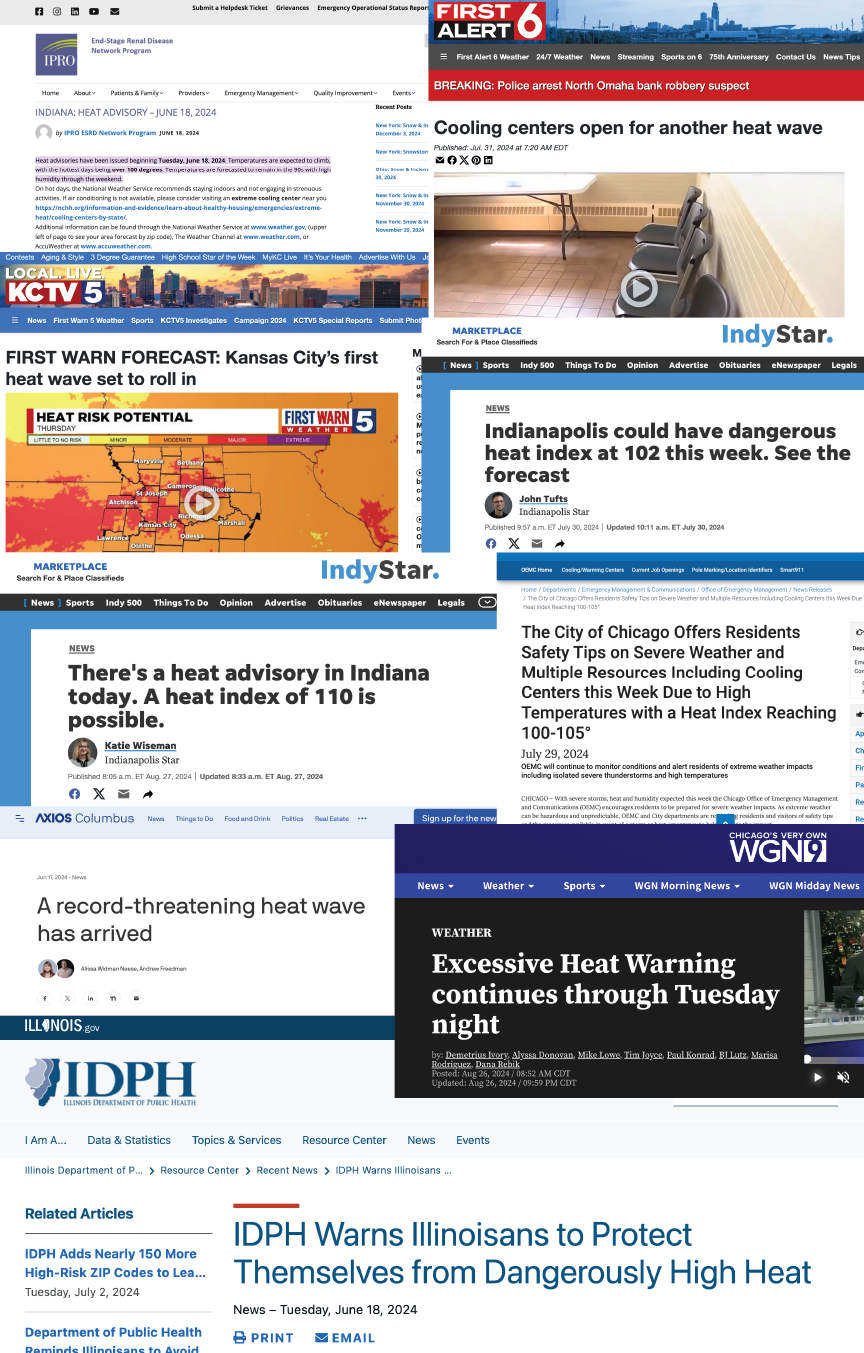 Submit a Helpdesk Ticket Grievances Emergency Operational Status Report
IPRO
End-Stage Renal Disease
Network Program
Home About Patients & Family Providers Emergency Management Quality Improvement Events
INDIANA: HEAT ADVISORY – JUNE 18, 2024
by IPRO ESRD Network Program JUNE 18, 2024
Heat advisories have been issued beginning Tuesday, June 18, 2024. Temperatures are expected to climb,
with the hottest days being over 100 degrees. Temperatures are forecasted to remain in the 90s with high
humidity through the weekend.
On hot days, the National Weather Service recommends staying indoors and not engaging in strenuous
activities. If air conditioning is not available, please consider visiting an extreme cooling center near you
https://nchh.org/information-and-evidence/learn-about-healthy-housing/emergencies/extreme-
heat/cooling-centers-by-state/.
Additional information can be found through the National Weather Service at www.weather.gov, (upper
left of page to see your area forecast by zip code), The Weather Channel at www.weather.com, or
AccuWeather at www.accuweather.com.
Recent Posts
New York: Snow & In
December 3, 2024
New York: Snowstor
30, 2024
New York: Snow & In
November 30, 2024
New York: Snow & In
November 29, 2024
FIRST
ALERT 6
First Alert 6 Weather 24/7 Weather News Streaming Sports on 6 75th Anniversary Contact Us News Tips
BREAKING: Police arrest North Omaha bank robbery suspect
Cooling centers open for another heat wave
Published: Jul. 31, 2024 at 7:20 AM EDT
Contests Aging & Style 3 Degree Guarantee High School Star of the Week MyKC Live It's Your Health Advertise With Us
LOCAL. LIVE.
KCTV 5
News First Warn 5 Weather Sports KCTV5 Investigates Campaign 2024 KCTV5 Special Reports Submit Phot
FIRST WARN FORECAST: Kansas City's first
heat wave set to roll in
HEAT RISK POTENTIAL
THURSDAY
FIRST WARN
WEATHER 5
LITTLE TO NO RISK MINOR MODERATE MAJOR EXTREME
Maryville
Bethany
Cameron
Chillicothe
St Joseph
Atchison
Richmond
Kansas City
Marshall
Lawrence
Odessa
Olathe
MARKETPLACE
Search For & Place Classifieds
IndyStar.
[ News ] Sports Indy 500 Things To Do Opinion Advertise Obituaries eNewspaper Legals
NEWS
Indianapolis could have dangerous
heat index at 102 this week. See the
forecast
John Tufts
Indianapolis Star
Published 9:57 a.m. ET July 30, 2024 | Updated 10:11 a.m. ET July 30, 2024
MARKETPLACE
Search For & Place Classifieds
IndyStar.
[ News ] Sports Indy 500 Things To Do Opinion Advertise Obituaries eNewspaper Legals
NEWS
There's a heat advisory in Indiana
today. A heat index of 110 is
possible.
Katie Wiseman
Indianapolis Star
Published 8:05 a.m. ET Aug. 27, 2024 | Updated 8:33 a.m. ET Aug. 27, 2024
OEMC Home Cooling/Warming Centers Current Job Openings Pole Marking/Location Identifiers Smart911
Home / Departments / Emergency Management & Communications / Office of Emergency Management / News Releases
/ The City of Chicago Offers Residents Safety Tips on Severe Weather and Multiple Resources Including Cooling Centers this Week Due
Heat Index Reaching 100-105°
The City of Chicago Offers Residents
Safety Tips on Severe Weather and
Multiple Resources Including Cooling
Centers this Week Due to High
Temperatures with a Heat Index Reaching
100-105°
July 29, 2024
OEMC will continue to monitor conditions and alert residents of extreme weather impacts
including isolated severe thunderstorms and high temperatures
CHICAGO – With severe storms, heat and humidity expected this week the Chicago Office of Emergency Management
and Communications (OEMC) encourages residents to be prepared for severe weather impacts. As extreme weather
can be hazardous and unpredictable, OEMC and City departments are residents and visitors of safety tips
AXIOS Columbus News Things to Do Food and Drink Politics Real Estate
Sign up for the new
Jun 17, 2024 - News
A record-threatening heat wave
has arrived
Alissa Widman Neese, Andrew Freedman
CHICAGO'S VERY OWN
WGN9
News Weather Sports WGN Morning News WGN Midday News
WEATHER
Excessive Heat Warning
continues through Tuesday
night
by: Demetrius Ivory, Alyssa Donovan, Mike Lowe, Tim Joyce, Paul Konrad, BJ Lutz, Marisa
Rodriguez, Dana Rebik
Posted: Aug 26, 2024 / 08:52 AM CDT
Updated: Aug 26, 2024 / 09:59 PM CDT
ILLINOIS.gov
IDPH
ILLINOIS DEPARTMENT OF PUBLIC HEALTH
I Am A... Data & Statistics Topics & Services Resource Center News Events
Illinois Department of P... Resource Center Recent News IDPH Warns Illinoisans ...
Related Articles
IDPH Adds Nearly 150 More
High-Risk ZIP Codes to Lea...
Tuesday, July 2, 2024
Department of Public Health
Reminds Illinoisans to Avoid
IDPH Warns Illinoisans to Protect
Themselves from Dangerously High Heat
News – Tuesday, June 18, 2024
PRINT EMAIL